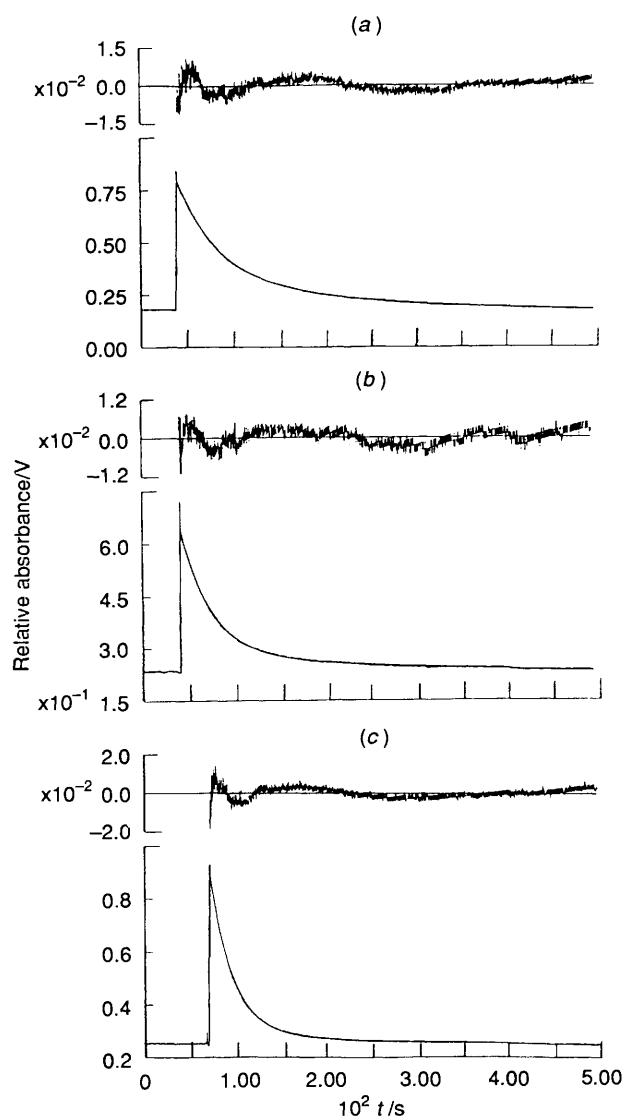 (a)
1.5
x10⁻² 0.0
−1.5
0.75
0.50
0.25
0.00
(b)
1.2
x10⁻² 0.0
−1.2
6.0
4.5
3.0
x10⁻¹ 1.5
Relative absorbance/V
(c)
2.0
x10⁻² 0.0
−2.0
0.8
0.6
0.4
0.2
0 1.00 2.00 3.00 4.00 5.00
10² t/s